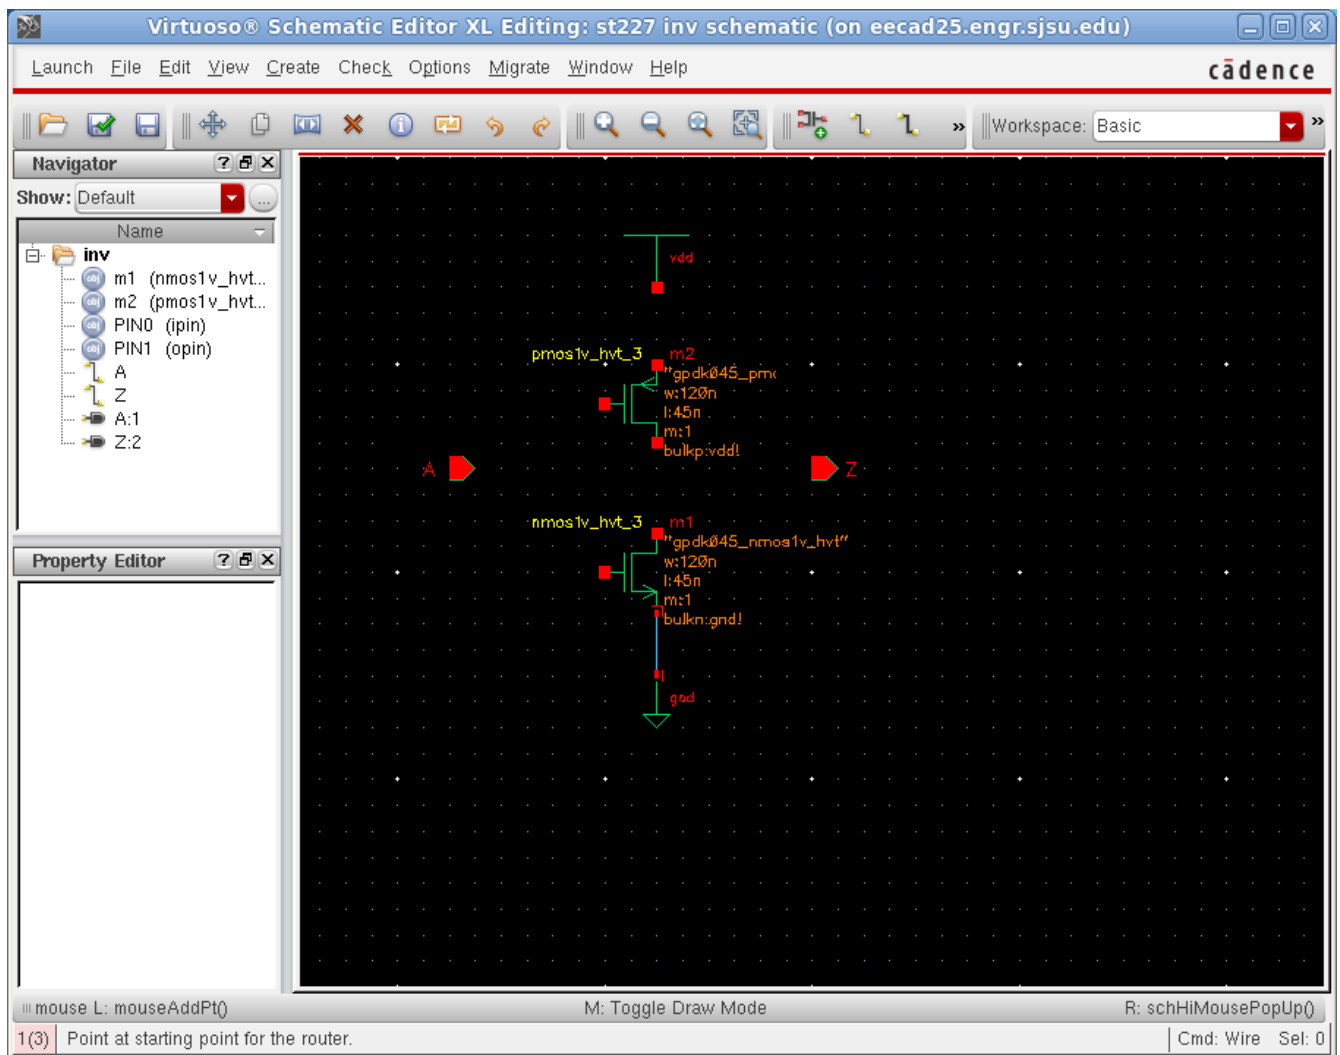 Virtuoso® Schematic Editor XL Editing: st227 inv schematic (on eecad25.engr.sjsu.edu)
Launch File Edit View Create Check Options Migrate Window Help
cādence
» Workspace: Basic »
Navigator
Show: Default ...
Name
inv
m1 (nmos1v_hvt...
m2 (pmos1v_hvt...
PIN0 (ipin)
PIN1 (opin)
A
Z
A:1
Z:2
Property Editor
vdd
pmos1v_hvt_3 m2
"gpdk045_pmo
w:120n
l:45n
m:1
bulkp:vdd!
A
Z
nmos1v_hvt_3 m1
"gpdk045_nmos1v_hvt"
w:120n
l:45n
m:1
bulkn:gnd!
gnd
mouse L: mouseAddPt() M: Toggle Draw Mode R: schHiMousePopUp()
1(3) Point at starting point for the router. Cmd: Wire Sel: 0